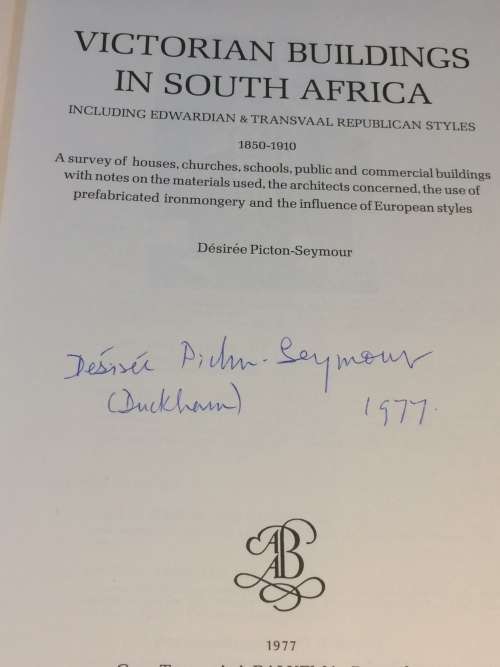 VICTORIAN BUILDINGS
IN SOUTH AFRICA
INCLUDING EDWARDIAN & TRANSVAAL REPUBLICAN STYLES
1850-1910
A survey of houses, churches, schools, public and commercial buildings
with notes on the materials used, the architects concerned, the use of
prefabricated ironmongery and the influence of European styles
Désirée Picton-Seymour
Désirée Picton-Seymour
(Duckham) 1977.
AAB
1977